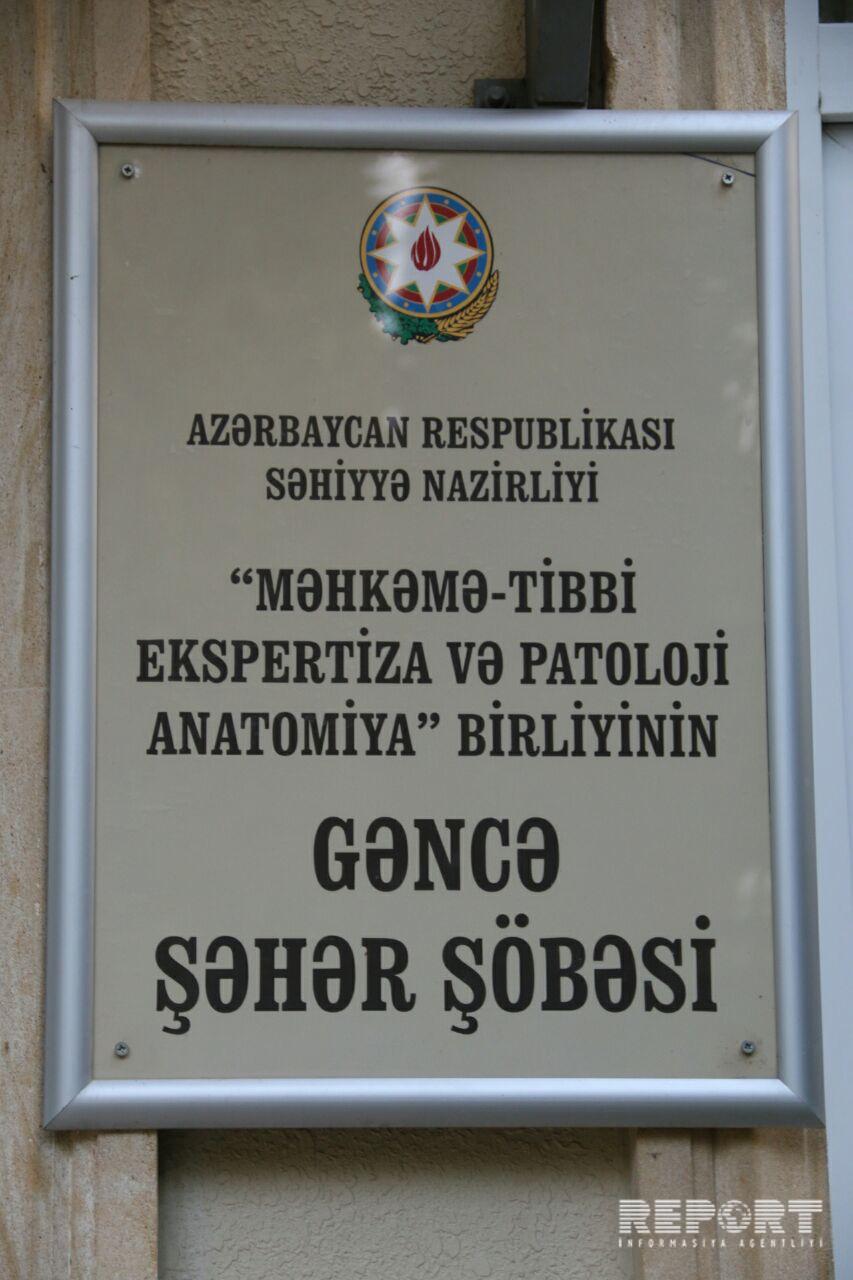 AZƏRBAYCAN RESPUBLİKASI
SƏHİYYƏ NAZİRLİYİ
“MƏHKƏMƏ-TİBBİ
EKSPERTİZA VƏ PATOLOJİ
ANATOMİYA” BİRLİYİNİN
GƏNCƏ
ŞƏHƏR ŞÖBƏSİ
REPORT
İNFORMASİYA AGENTLİYİ